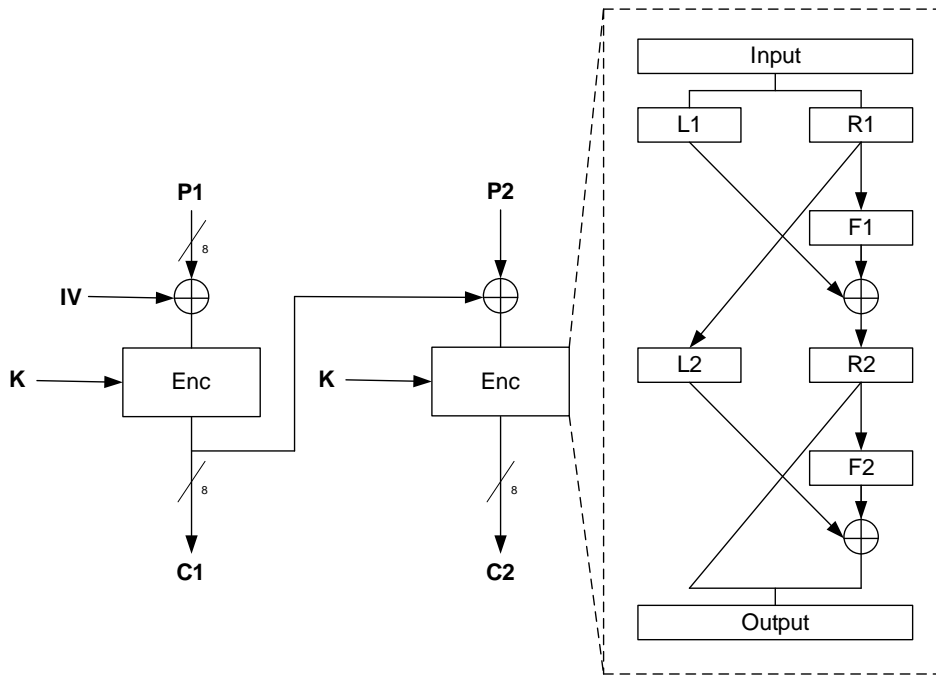 Input
L1
R1
P1
P2
8
F1
IV
Enc
Enc
L2
R2
K
K
F2
8
8
C1
C2
Output